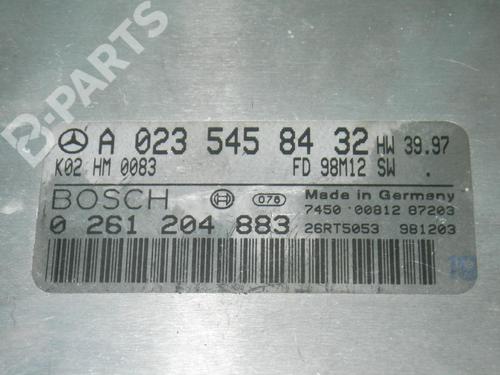 B-PARTS
A 023 545 84 32 HW 39.97
K02 HM 0083 FD 98M12 SW .
BOSCH 076 Made in Germany
7450 00812 87203
0 261 204 883 26RT5053 981203